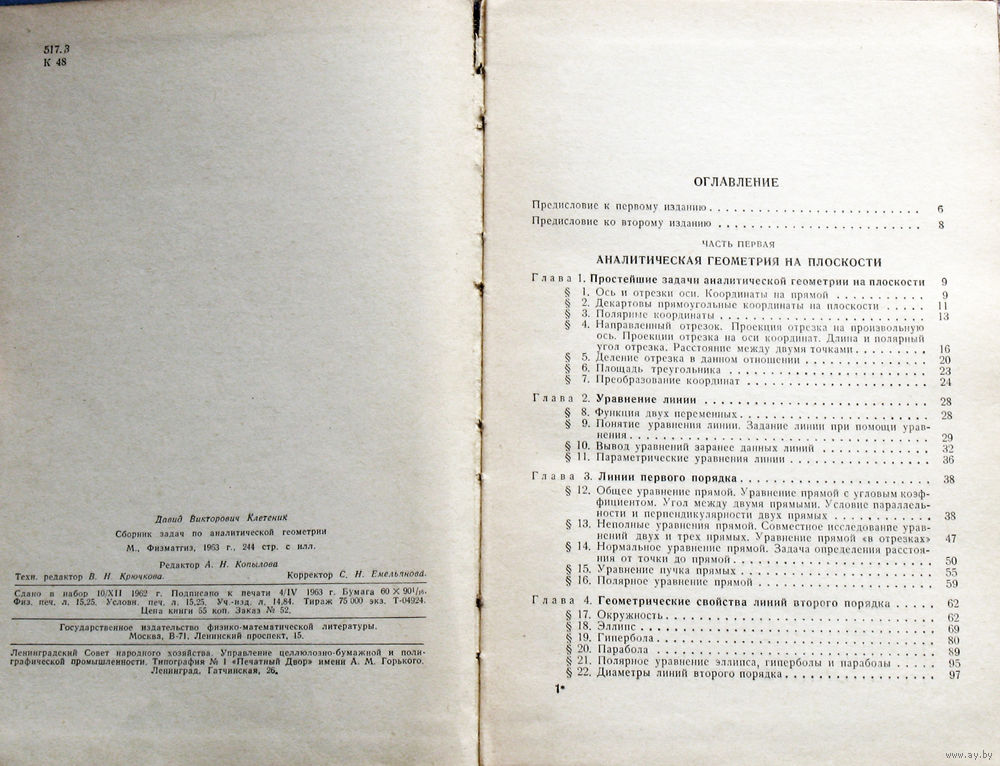 517.3
К 48
Давид Викторович Клетеник
Сборник задач по аналитической геометрии
М., Физматгиз, 1963 г., 244 стр. с илл.
Редактор А. Н. Копылова
Техн. редактор В. Н. Крючкова. Корректор С. Н. Емельянова.
Сдано в набор 10/XII 1962 г. Подписано к печати 4/IV 1963 г. Бумага 60 × 90 1/16.
Физ. печ. л. 15,25. Условн. печ. л. 15,25. Уч.-изд. л. 14,84. Тираж 75 000 экз. Т-04924.
Цена книги 55 коп. Заказ № 52.
Государственное издательство физико-математической литературы.
Москва, В-71, Ленинский проспект, 15.
Ленинградский Совет народного хозяйства. Управление целлюлозно-бумажной и поли-
графической промышленности. Типография № 1 «Печатный Двор» имени А. М. Горького.
Ленинград, Гатчинская, 26.
ОГЛАВЛЕНИЕ
Предисловие к первому изданию 6
Предисловие ко второму изданию 8
ЧАСТЬ ПЕРВАЯ
АНАЛИТИЧЕСКАЯ ГЕОМЕТРИЯ НА ПЛОСКОСТИ
Глава 1. Простейшие задачи аналитической геометрии на плоскости 9
§ 1. Ось и отрезки оси. Координаты на прямой 9
§ 2. Декартовы прямоугольные координаты на плоскости 11
§ 3. Полярные координаты 13
§ 4. Направленный отрезок. Проекция отрезка на произвольную
ось. Проекции отрезка на оси координат. Длина и полярный
угол отрезка. Расстояние между двумя точками 16
§ 5. Деление отрезка в данном отношении 20
§ 6. Площадь треугольника 23
§ 7. Преобразование координат 24
Глава 2. Уравнение линии 28
§ 8. Функция двух переменных 28
§ 9. Понятие уравнения линии. Задание линии при помощи урав-
нения 29
§ 10. Вывод уравнений заранее данных линий 32
§ 11. Параметрические уравнения линии 36
Глава 3. Линии первого порядка 38
§ 12. Общее уравнение прямой. Уравнение прямой с угловым коэф-
фициентом. Угол между двумя прямыми. Условие параллель-
ности и перпендикулярности двух прямых 38
§ 13. Неполные уравнения прямой. Совместное исследование урав-
нений двух и трех прямых. Уравнение прямой «в отрезках» 47
§ 14. Нормальное уравнение прямой. Задача определения расстоя-
ния от точки до прямой 50
§ 15. Уравнение пучка прямых 55
§ 16. Полярное уравнение прямой 59
Глава 4. Геометрические свойства линий второго порядка 62
§ 17. Окружность 62
§ 18. Эллипс 69
§ 19. Гипербола 80
§ 20. Парабола 89
§ 21. Полярное уравнение эллипса, гиперболы и параболы 95
§ 22. Диаметры линий второго порядка 97
1*
www.ay.by